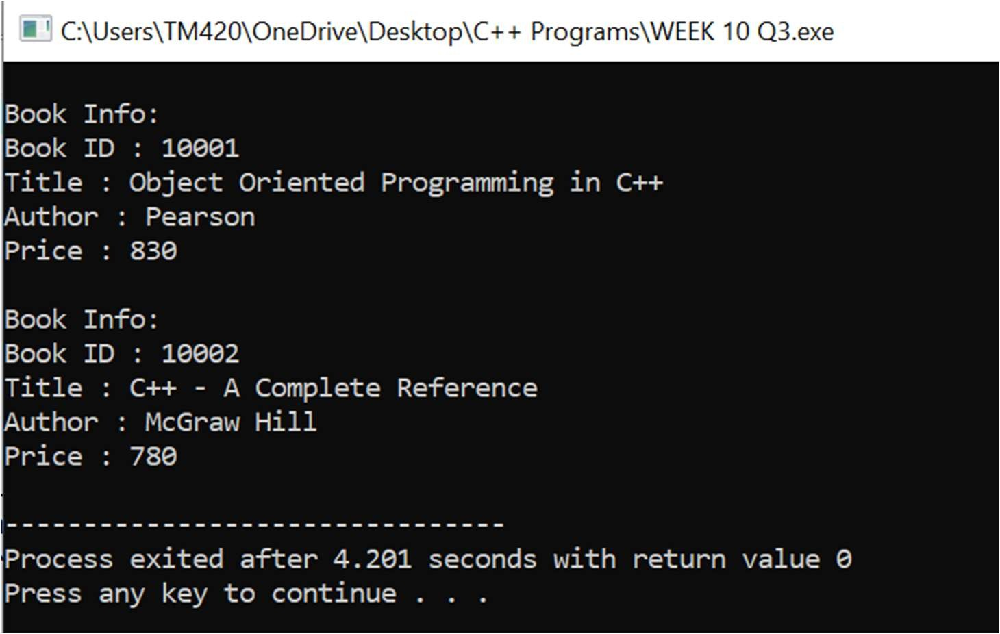 C:\Users\TM420\OneDrive\Desktop\C++ Programs\WEEK 10 Q3.exe
Book Info:
Book ID : 10001
Title : Object Oriented Programming in C++
Author : Pearson
Price : 830
Book Info:
Book ID : 10002
Title : C++ - A Complete Reference
Author : McGraw Hill
Price : 780
--------------------------------
Process exited after 4.201 seconds with return value 0
Press any key to continue . . .